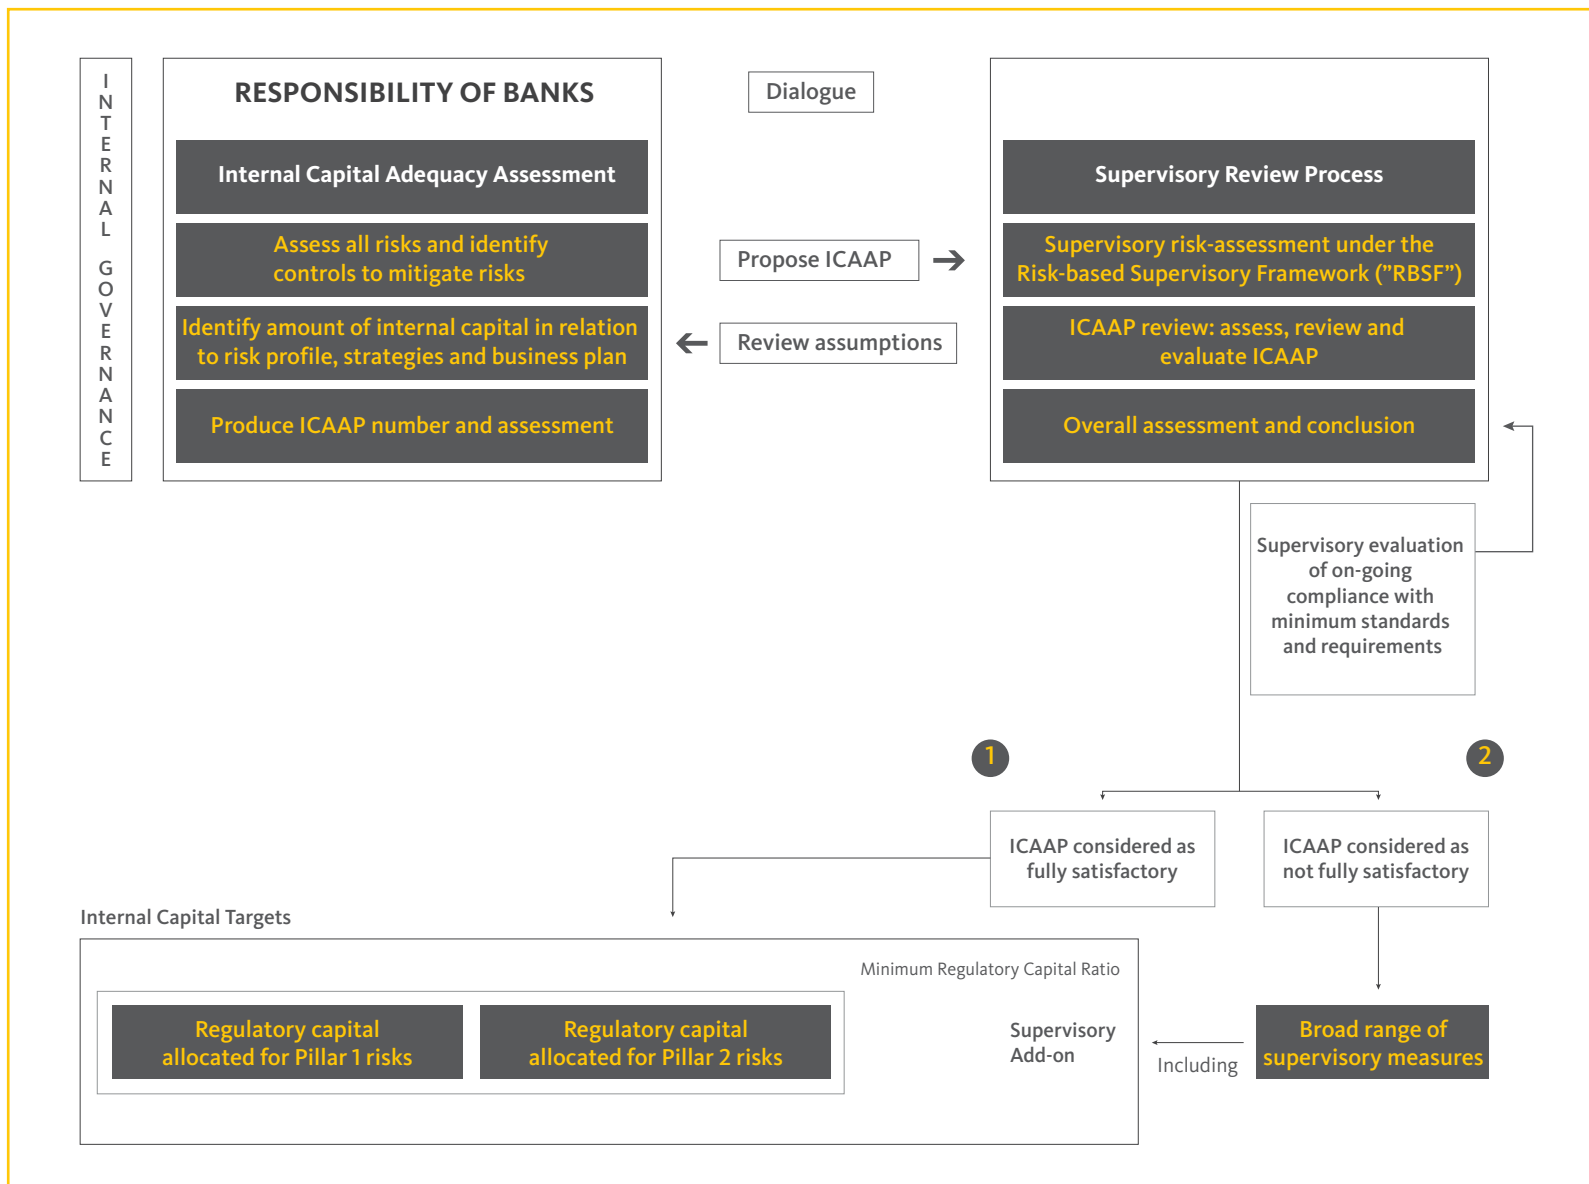 INTERNAL GOVERNANCE
RESPONSIBILITY OF BANKS
Internal Capital Adequacy Assessment
Assess all risks and identify
controls to mitigate risks
Identify amount of internal capital in relation
to risk profile, strategies and business plan
Produce ICAAP number and assessment
Dialogue
Propose ICAAP
Review assumptions
Supervisory Review Process
Supervisory risk-assessment under the
Risk-based Supervisory Framework (”RBSF”)
ICAAP review: assess, review and
evaluate ICAAP
Overall assessment and conclusion
Supervisory evaluation
of on-going
compliance with
minimum standards
and requirements
1
2
ICAAP considered as
fully satisfactory
ICAAP considered as
not fully satisfactory
Internal Capital Targets
Minimum Regulatory Capital Ratio
Regulatory capital
allocated for Pillar 1 risks
Regulatory capital
allocated for Pillar 2 risks
Supervisory
Add-on
Including
Broad range of
supervisory measures